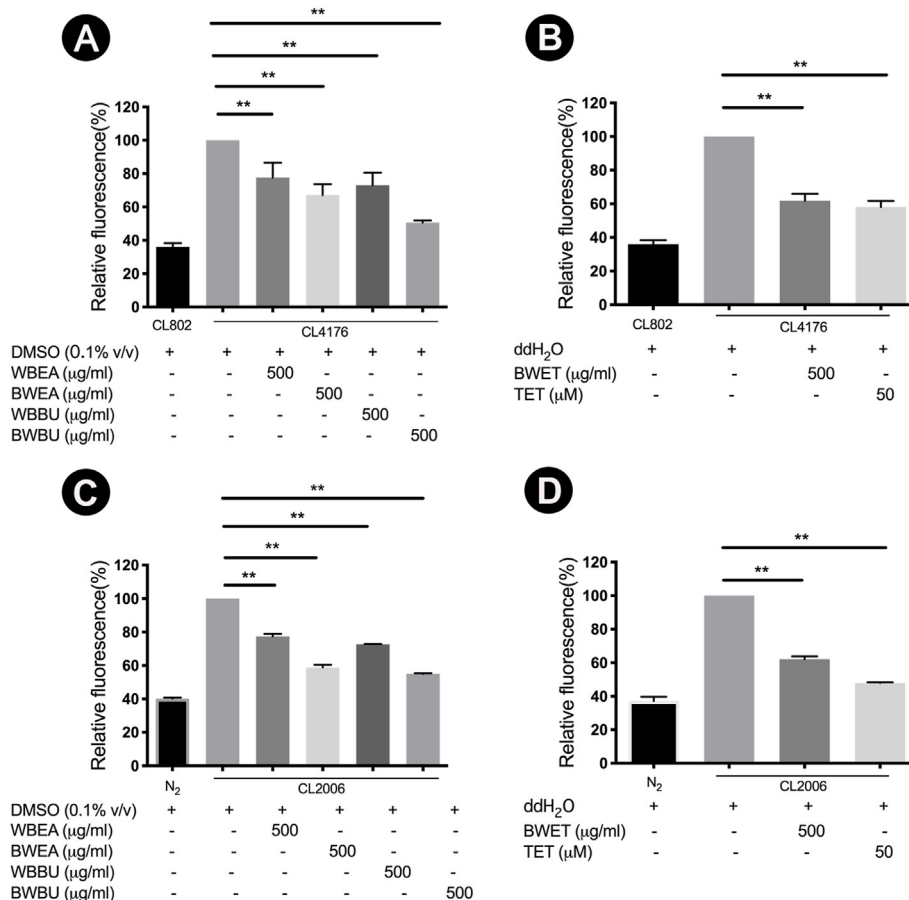 A
**
**
**
**
Relative fluorescence(%)
120
100
80
60
40
20
0
CL802
CL4176
DMSO (0.1% v/v) + + + + + +
WBEA (μg/ml) - - 500 - - -
BWEA (μg/ml) - - - 500 - -
WBBU (μg/ml) - - - - 500 -
BWBU (μg/ml) - - - - - 500
B
**
**
Relative fluorescence(%)
120
100
80
60
40
20
0
CL802
CL4176
ddH₂O + + + +
BWET (μg/ml) - - 500 -
TET (μM) - - - 50
C
**
**
**
**
Relative fluorescence(%)
120
100
80
60
40
20
0
N₂
CL2006
DMSO (0.1% v/v) + + + + + +
WBEA (μg/ml) - - 500 - - -
BWEA (μg/ml) - - - 500 - -
WBBU (μg/ml) - - - - 500 -
BWBU (μg/ml) - - - - - 500
D
**
**
Relative fluorescence(%)
120
100
80
60
40
20
0
N₂
CL2006
ddH₂O + + + +
BWET (μg/ml) - - 500 -
TET (μM) - - - 50